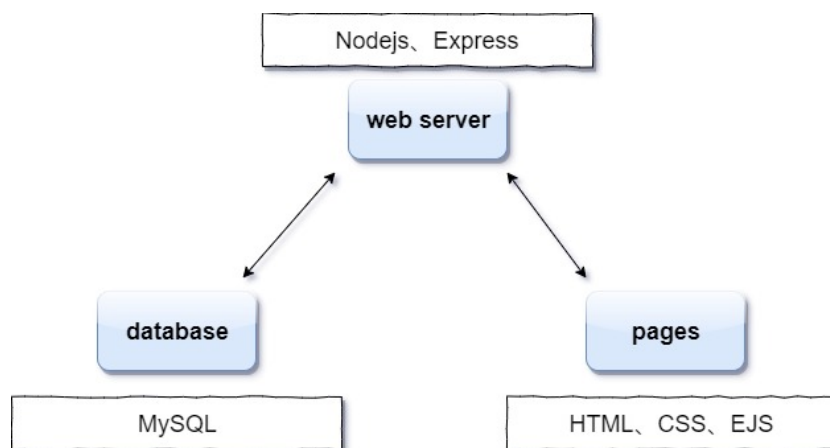 Nodejs、Express
web server
database
pages
MySQL
HTML、CSS、EJS